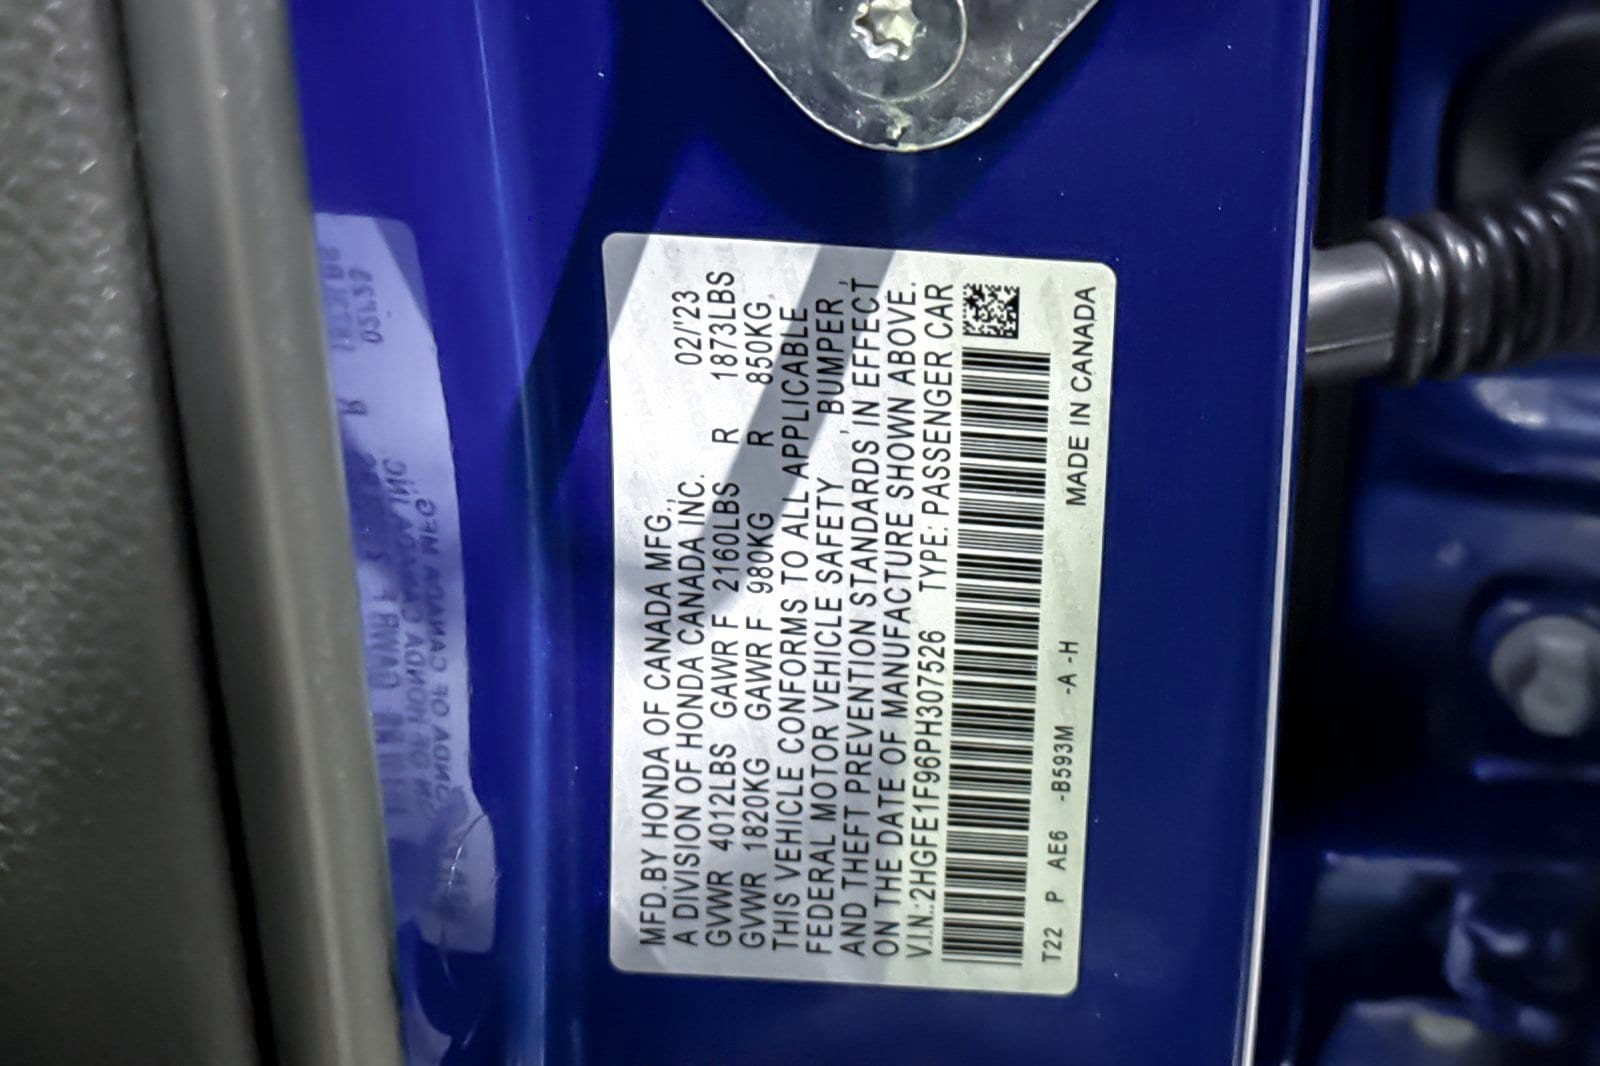 MFD.BY HONDA OF CANADA MFG., 02/'23
A DIVISION OF HONDA CANADA INC.
GVWR 4012LBS GAWR F 2160LBS R 1873LBS
GVWR 1820KG GAWR F 980KG R 850KG
THIS VEHICLE CONFORMS TO ALL APPLICABLE
FEDERAL MOTOR VEHICLE SAFETY , BUMPER ,
AND THEFT PREVENTION STANDARDS IN EFFECT
ON THE DATE OF MANUFACTURE SHOWN ABOVE.
V.I.N.:2HGFE1F96PH307526 TYPE: PASSENGER CAR
T22 P AE6 -B593M -A -H
MADE IN CANADA